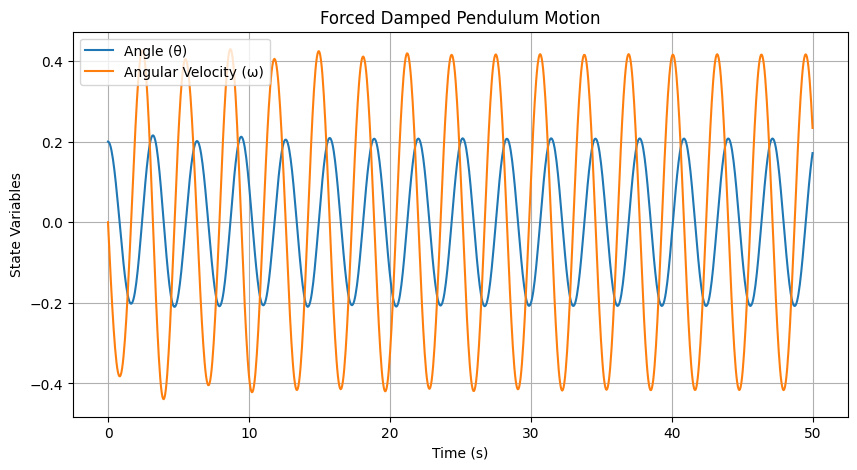 Forced Damped Pendulum Motion
Angle (θ)
Angular Velocity (ω)
State Variables
0.4
0.2
0.0
−0.2
−0.4
0 10 20 30 40 50
Time (s)